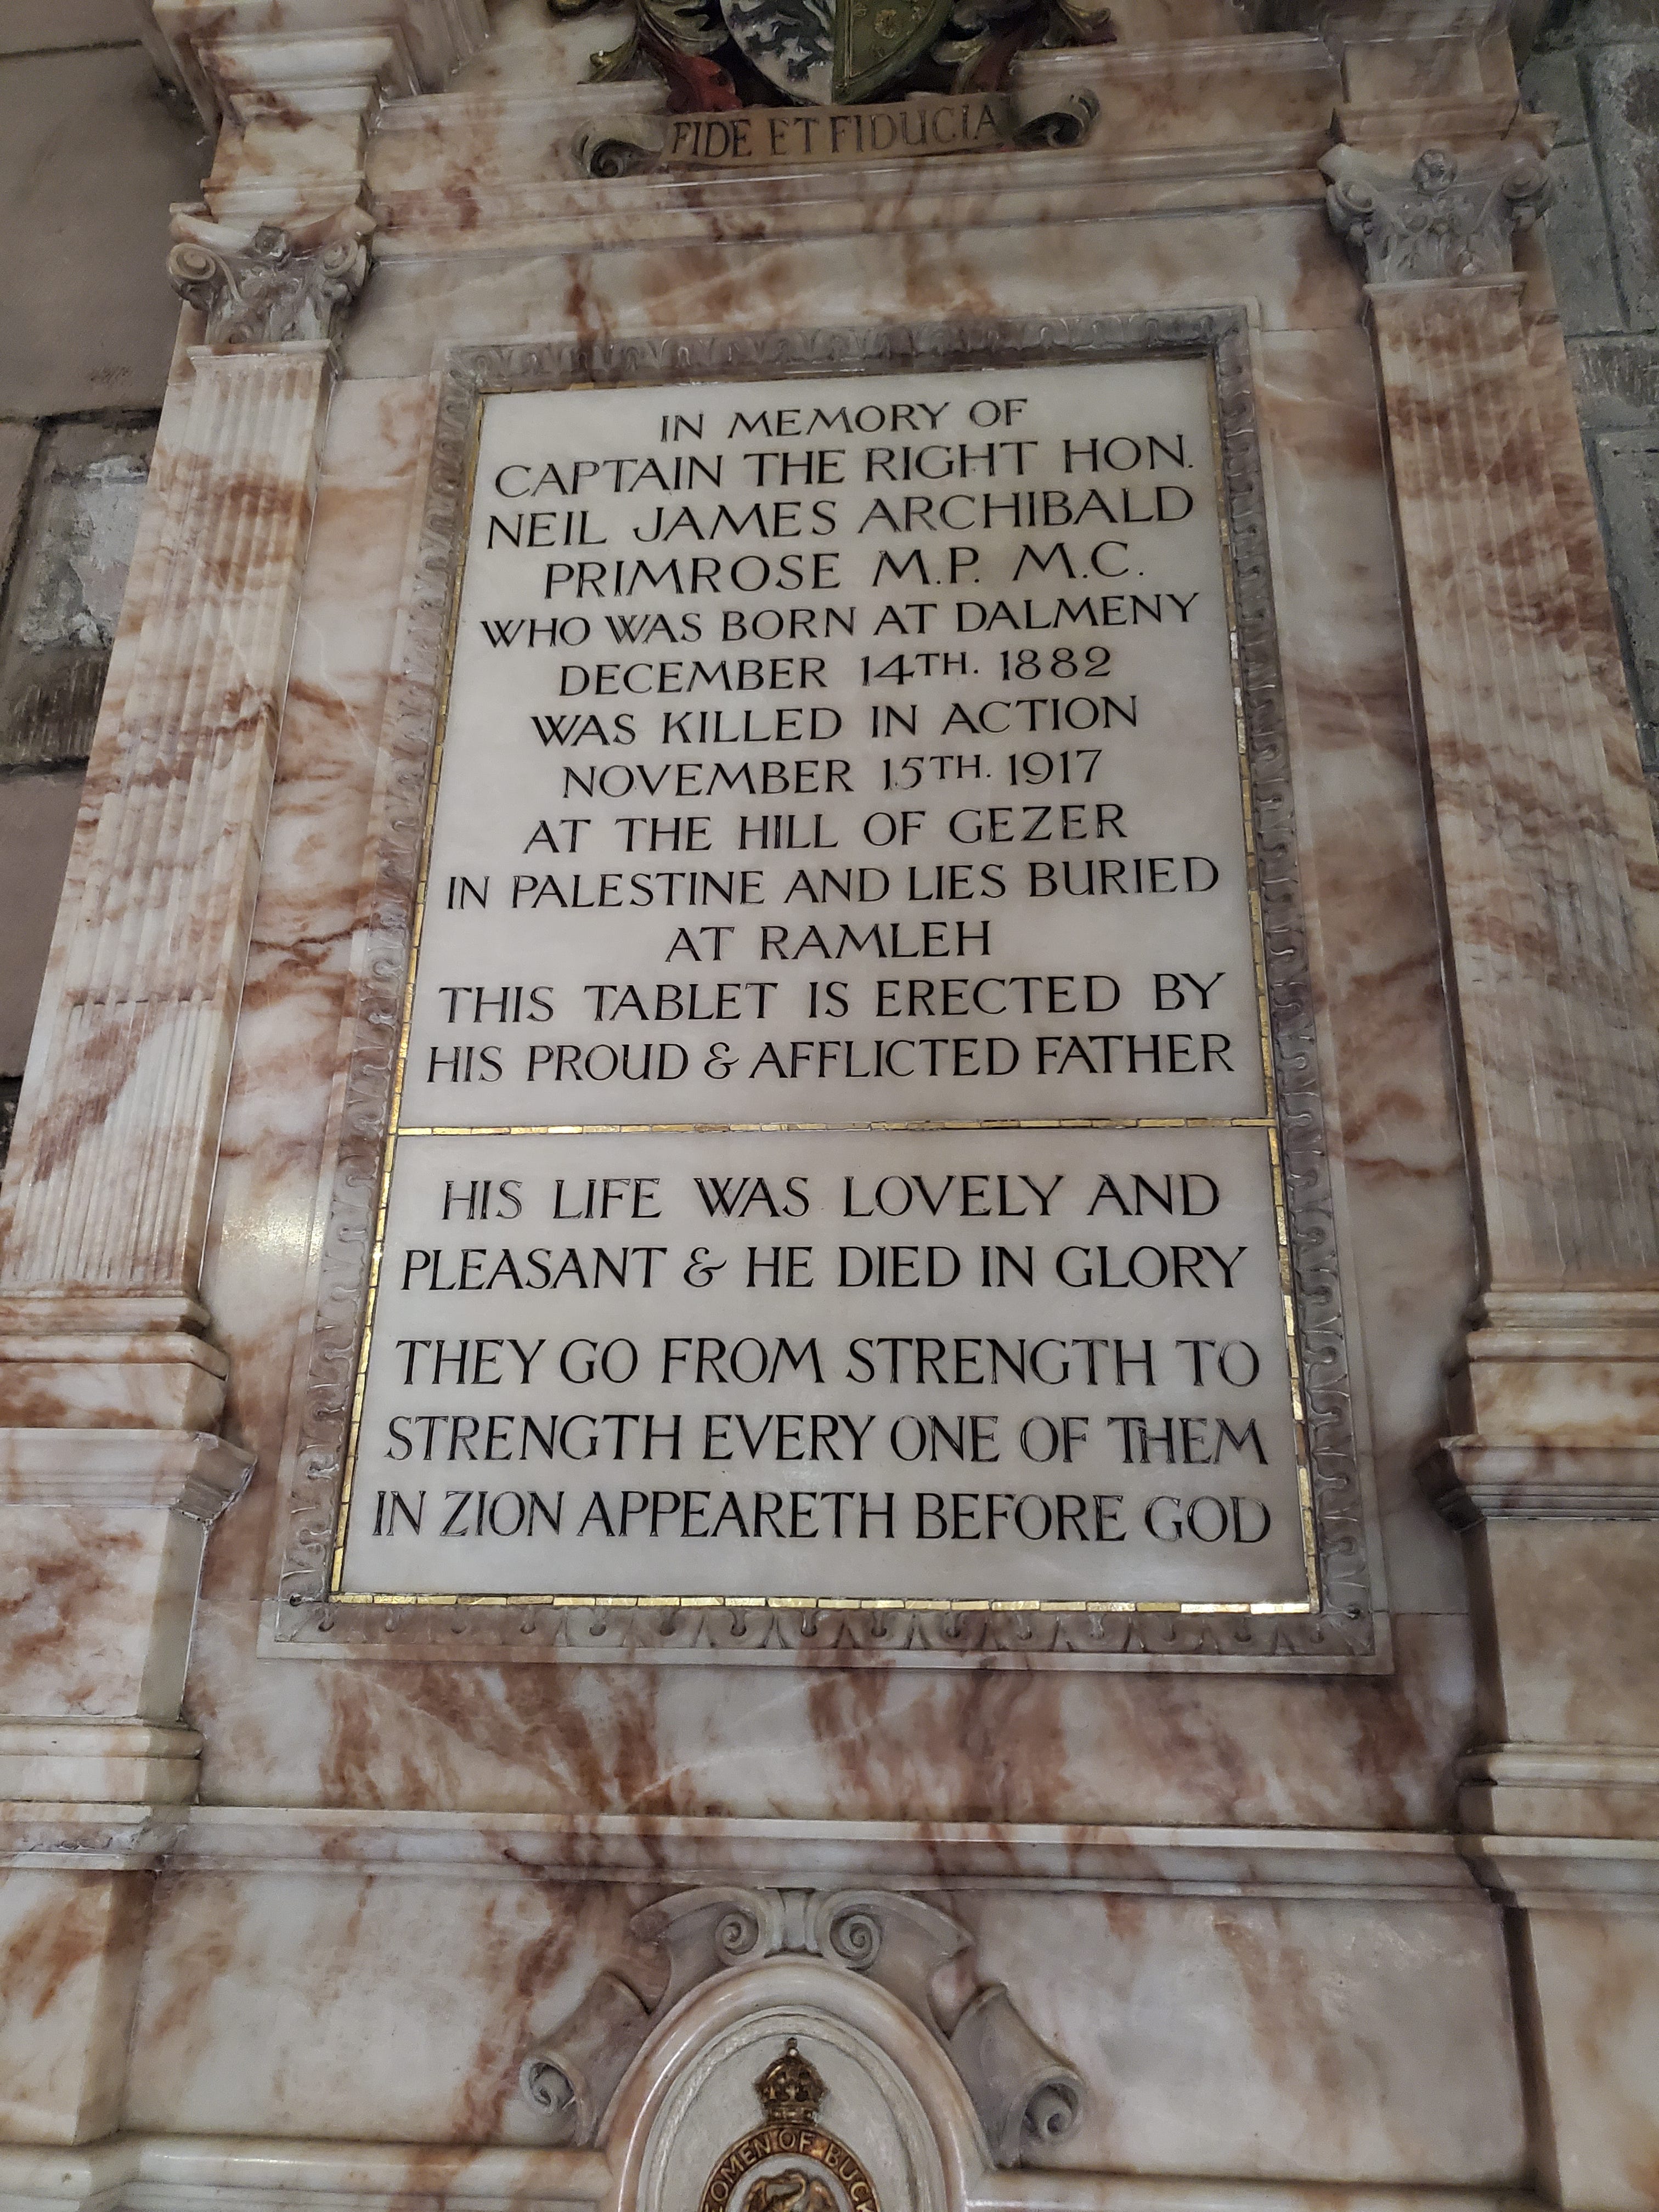 FIDE ET FIDUCIA
IN MEMORY OF
CAPTAIN THE RIGHT HON.
NEIL JAMES ARCHIBALD
PRIMROSE M.P. M.C.
WHO WAS BORN AT DALMENY
DECEMBER 14TH. 1882
WAS KILLED IN ACTION
NOVEMBER 15TH. 1917
AT THE HILL OF GEZER
IN PALESTINE AND LIES BURIED
AT RAMLEH
THIS TABLET IS ERECTED BY
HIS PROUD & AFFLICTED FATHER
HIS LIFE WAS LOVELY AND
PLEASANT & HE DIED IN GLORY
THEY GO FROM STRENGTH TO
STRENGTH EVERY ONE OF THEM
IN ZION APPEARETH BEFORE GOD
OMEN OF BUCK